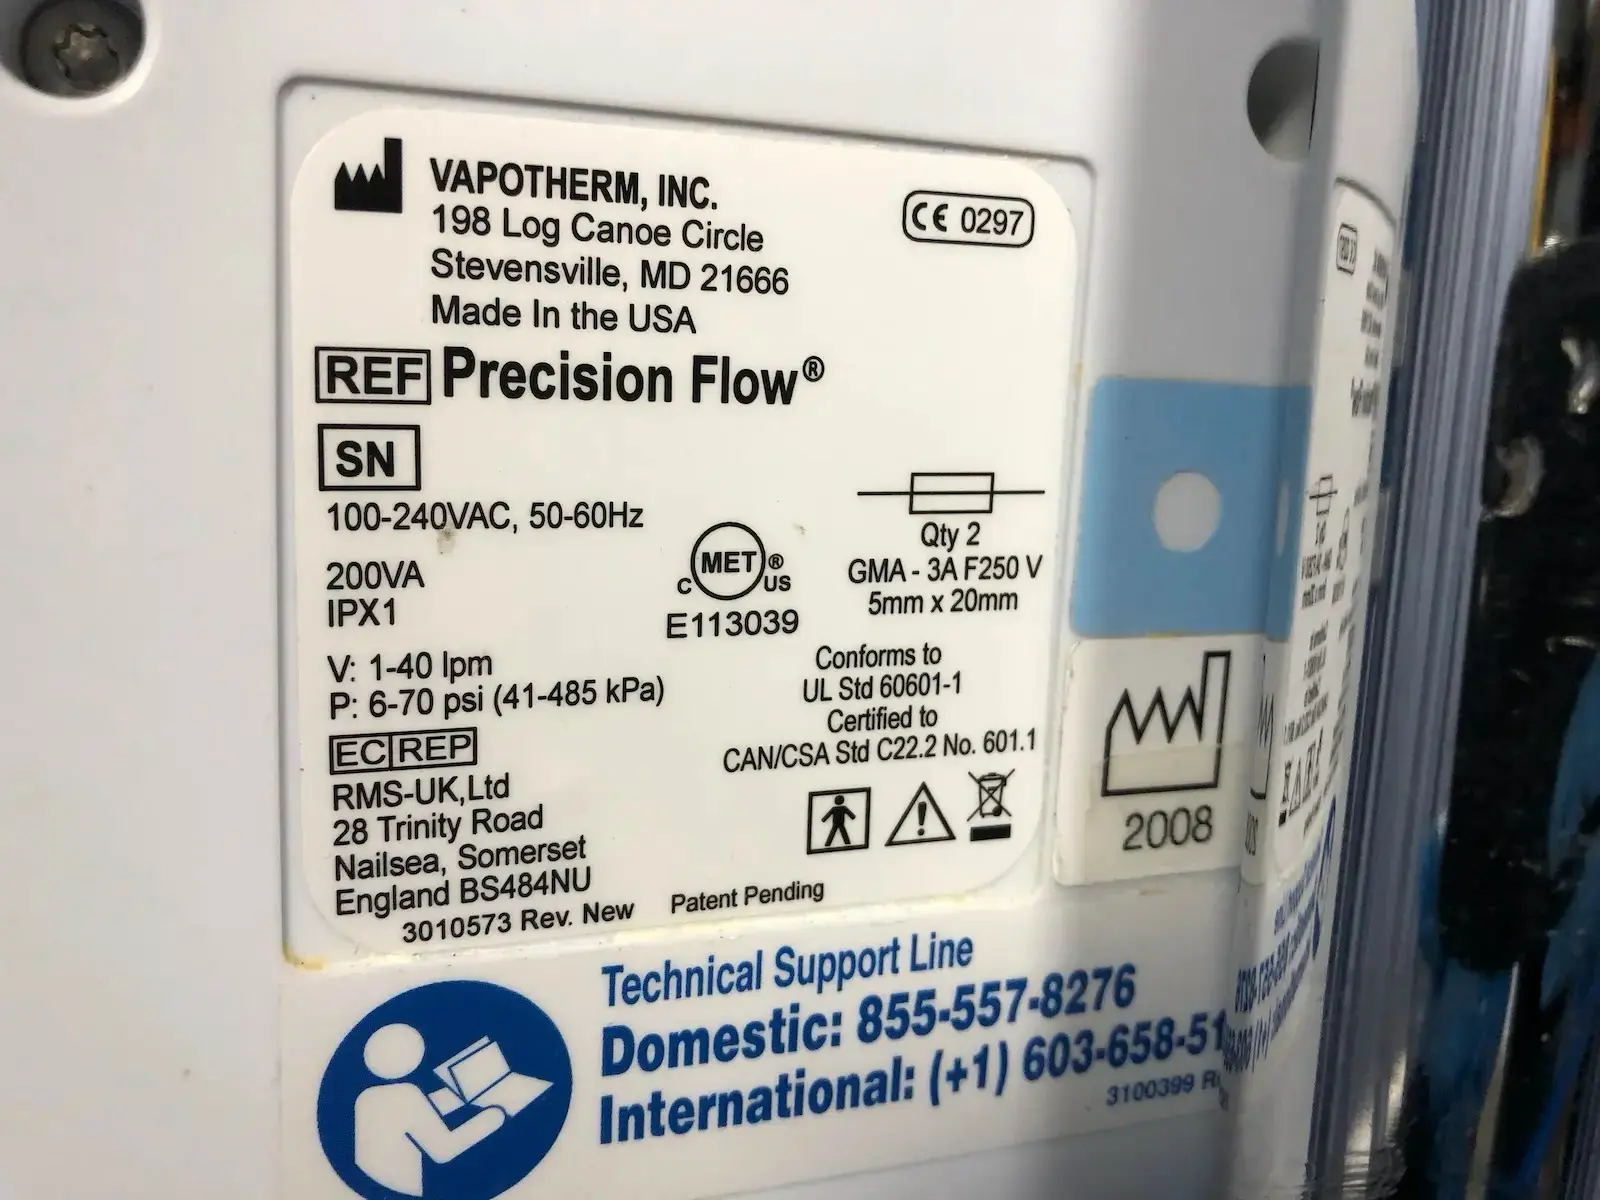 VAPOTHERM, INC.
198 Log Canoe Circle
Stevensville, MD 21666
Made In the USA
CE 0297
REF Precision Flow®
SN
100-240VAC, 50-60Hz
200VA
IPX1
V: 1-40 lpm
P: 6-70 psi (41-485 kPa)
C MET® US
E113039
Qty 2
GMA - 3A F250 V
5mm x 20mm
Conforms to
UL Std 60601-1
Certified to
CAN/CSA Std C22.2 No. 601.1
EC REP
RMS-UK,Ltd
28 Trinity Road
Nailsea, Somerset
England BS484NU
3010573 Rev. New
Patent Pending
2008
Technical Support Line
Domestic: 855-557-8276
International: (+1) 603-658-51
3100399